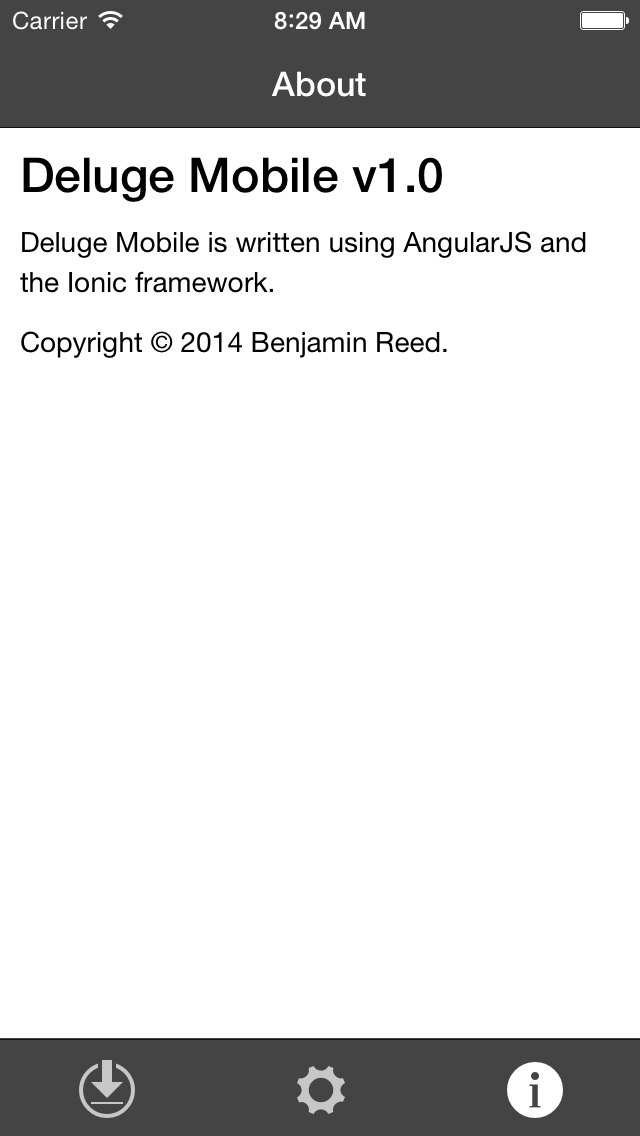 Carrier 8:29 AM
About
Deluge Mobile v1.0
Deluge Mobile is written using AngularJS and
the Ionic framework.
Copyright © 2014 Benjamin Reed.